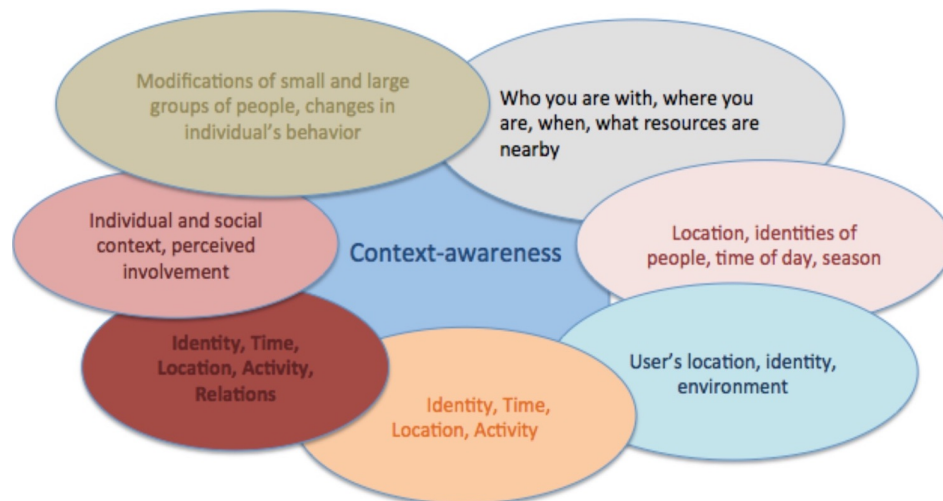 Modifications of small and large
groups of people, changes in
individual's behavior
Who you are with, where you
are, when, what resources are
nearby
Individual and social
context, perceived
involvement
Context-awareness
Location, identities of
people, time of day, season
Identity, Time,
Location, Activity,
Relations
Identity, Time,
Location, Activity
User's location, identity,
environment